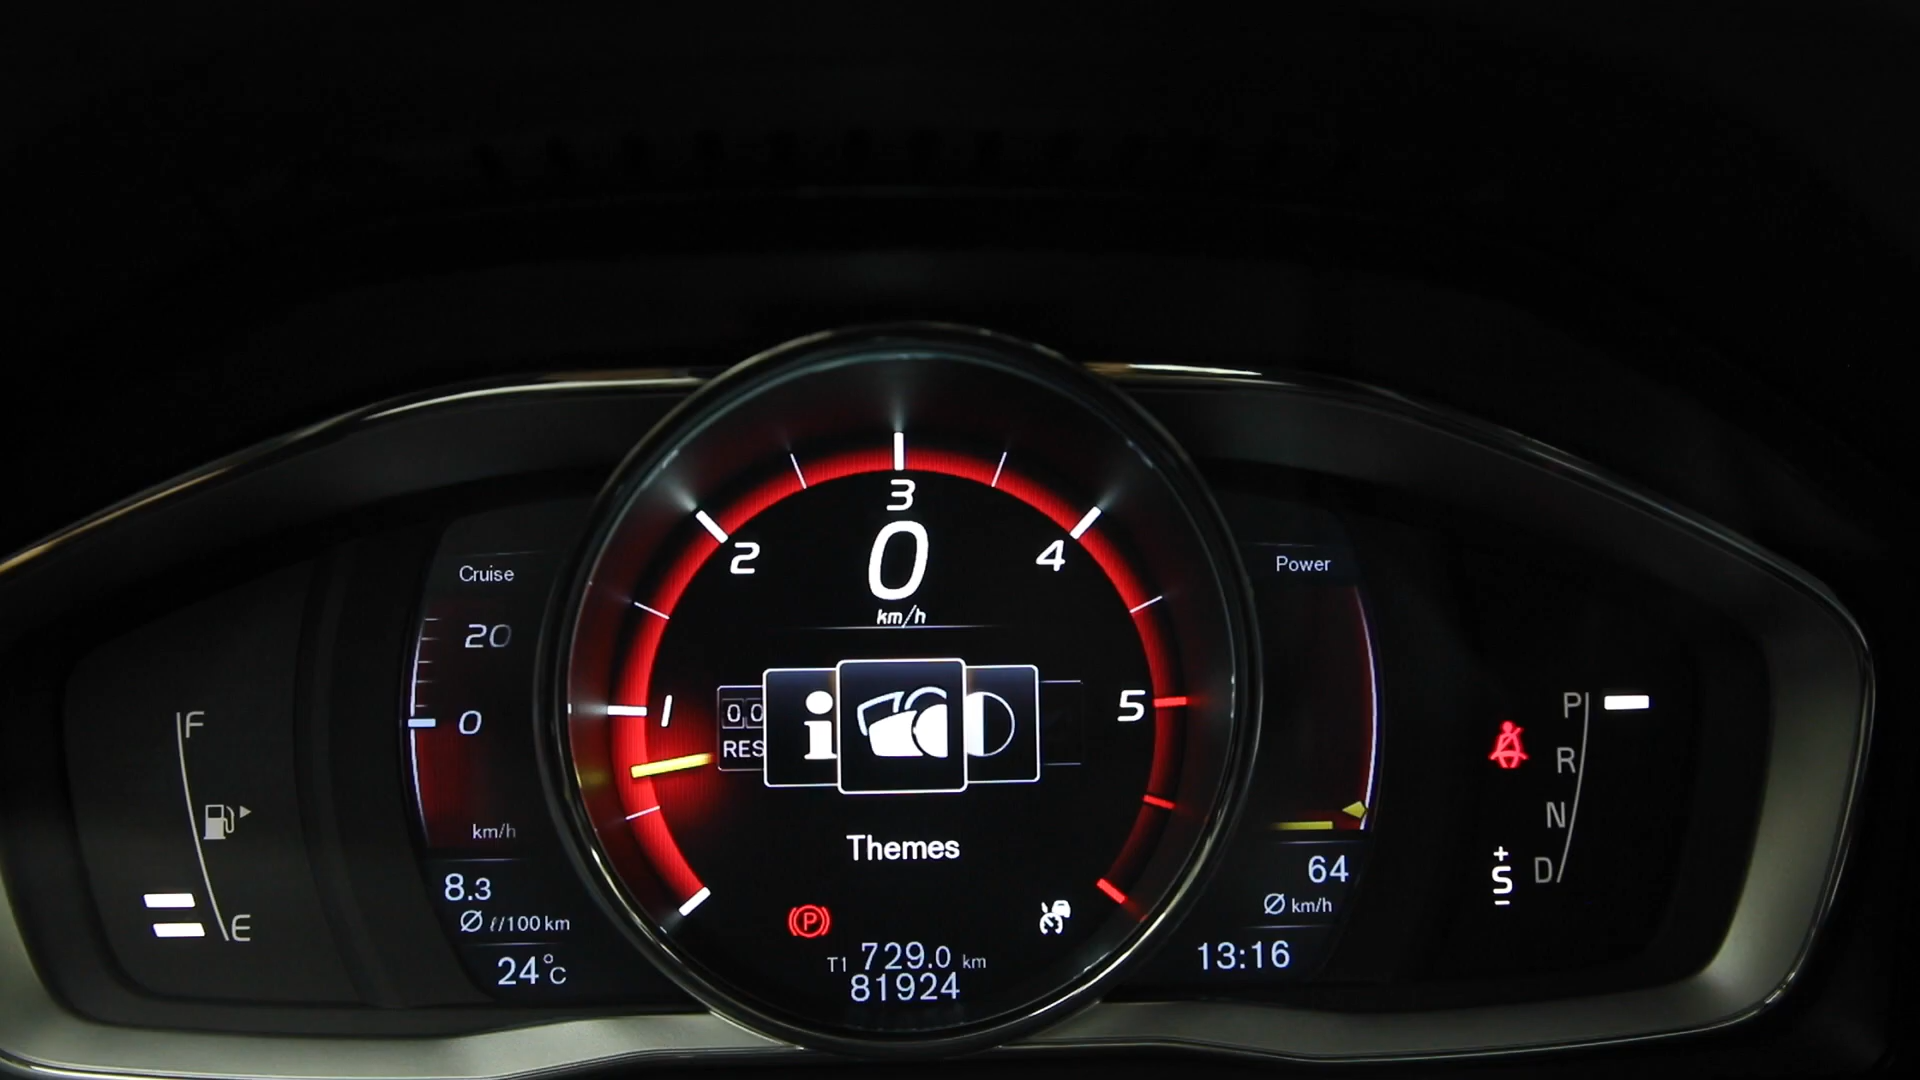 3
2
4
0
km/h
Cruise
20
0
km/h
8.3
Ø ℓ/100 km
24°C
F
E
1
5
00
RES
i
Themes
P
T1 729.0 km
81924
Power
64
Ø km/h
13:16
P
R
N
D
+
S
–